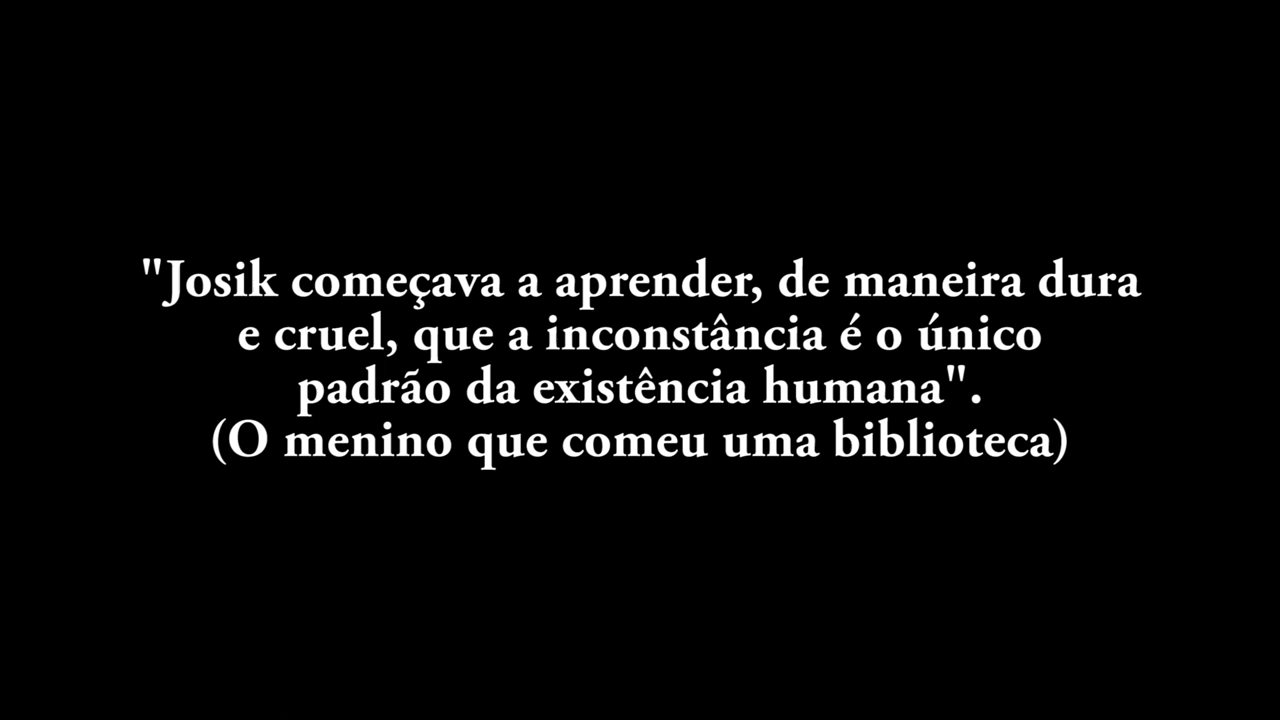 "Josik começava a aprender, de maneira dura
e cruel, que a inconstância é o único
padrão da existência humana".
(O menino que comeu uma biblioteca)